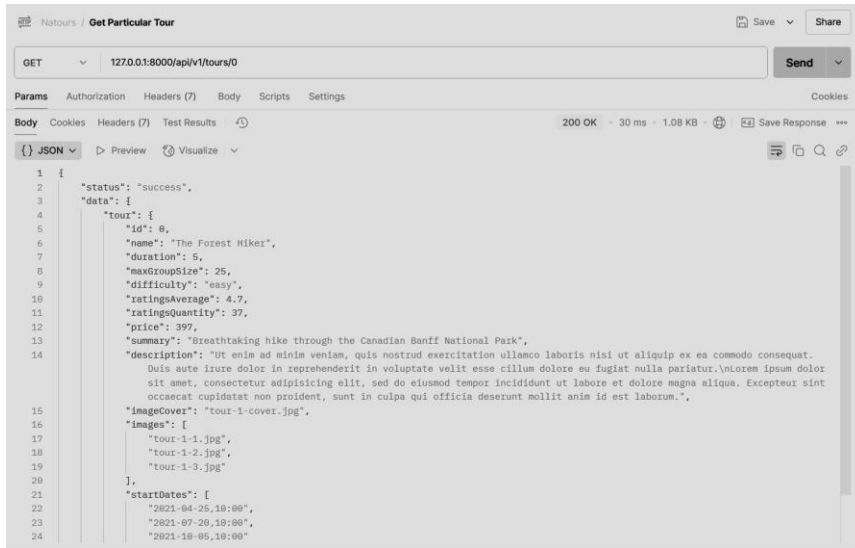 HTTP Natours / Get Particular Tour Save Share
GET 127.0.0.1:8000/api/v1/tours/0 Send
Params Authorization Headers (7) Body Scripts Settings Cookies
Body Cookies Headers (7) Test Results 200 OK 30 ms 1.08 KB Save Response
{} JSON Preview Visualize
1 {
2 "status": "success",
3 "data": {
4 "tour": {
5 "id": 0,
6 "name": "The Forest Hiker",
7 "duration": 5,
8 "maxGroupSize": 25,
9 "difficulty": "easy",
10 "ratingsAverage": 4.7,
11 "ratingsQuantity": 37,
12 "price": 397,
13 "summary": "Breathtaking hike through the Canadian Banff National Park",
14 "description": "Ut enim ad minim veniam, quis nostrud exercitation ullamco laboris nisi ut aliquip ex ea commodo consequat.
Duis aute irure dolor in reprehenderit in voluptate velit esse cillum dolore eu fugiat nulla pariatur.\nLorem ipsum dolor
sit amet, consectetur adipisicing elit, sed do eiusmod tempor incididunt ut labore et dolore magna aliqua. Excepteur sint
occaecat cupidatat non proident, sunt in culpa qui officia deserunt mollit anim id est laborum.",
15 "imageCover": "tour-1-cover.jpg",
16 "images": [
17 "tour-1-1.jpg",
18 "tour-1-2.jpg",
19 "tour-1-3.jpg"
20 ],
21 "startDates": [
22 "2021-04-25,10:00",
23 "2021-07-20,10:00",
24 "2021-10-05,10:00"